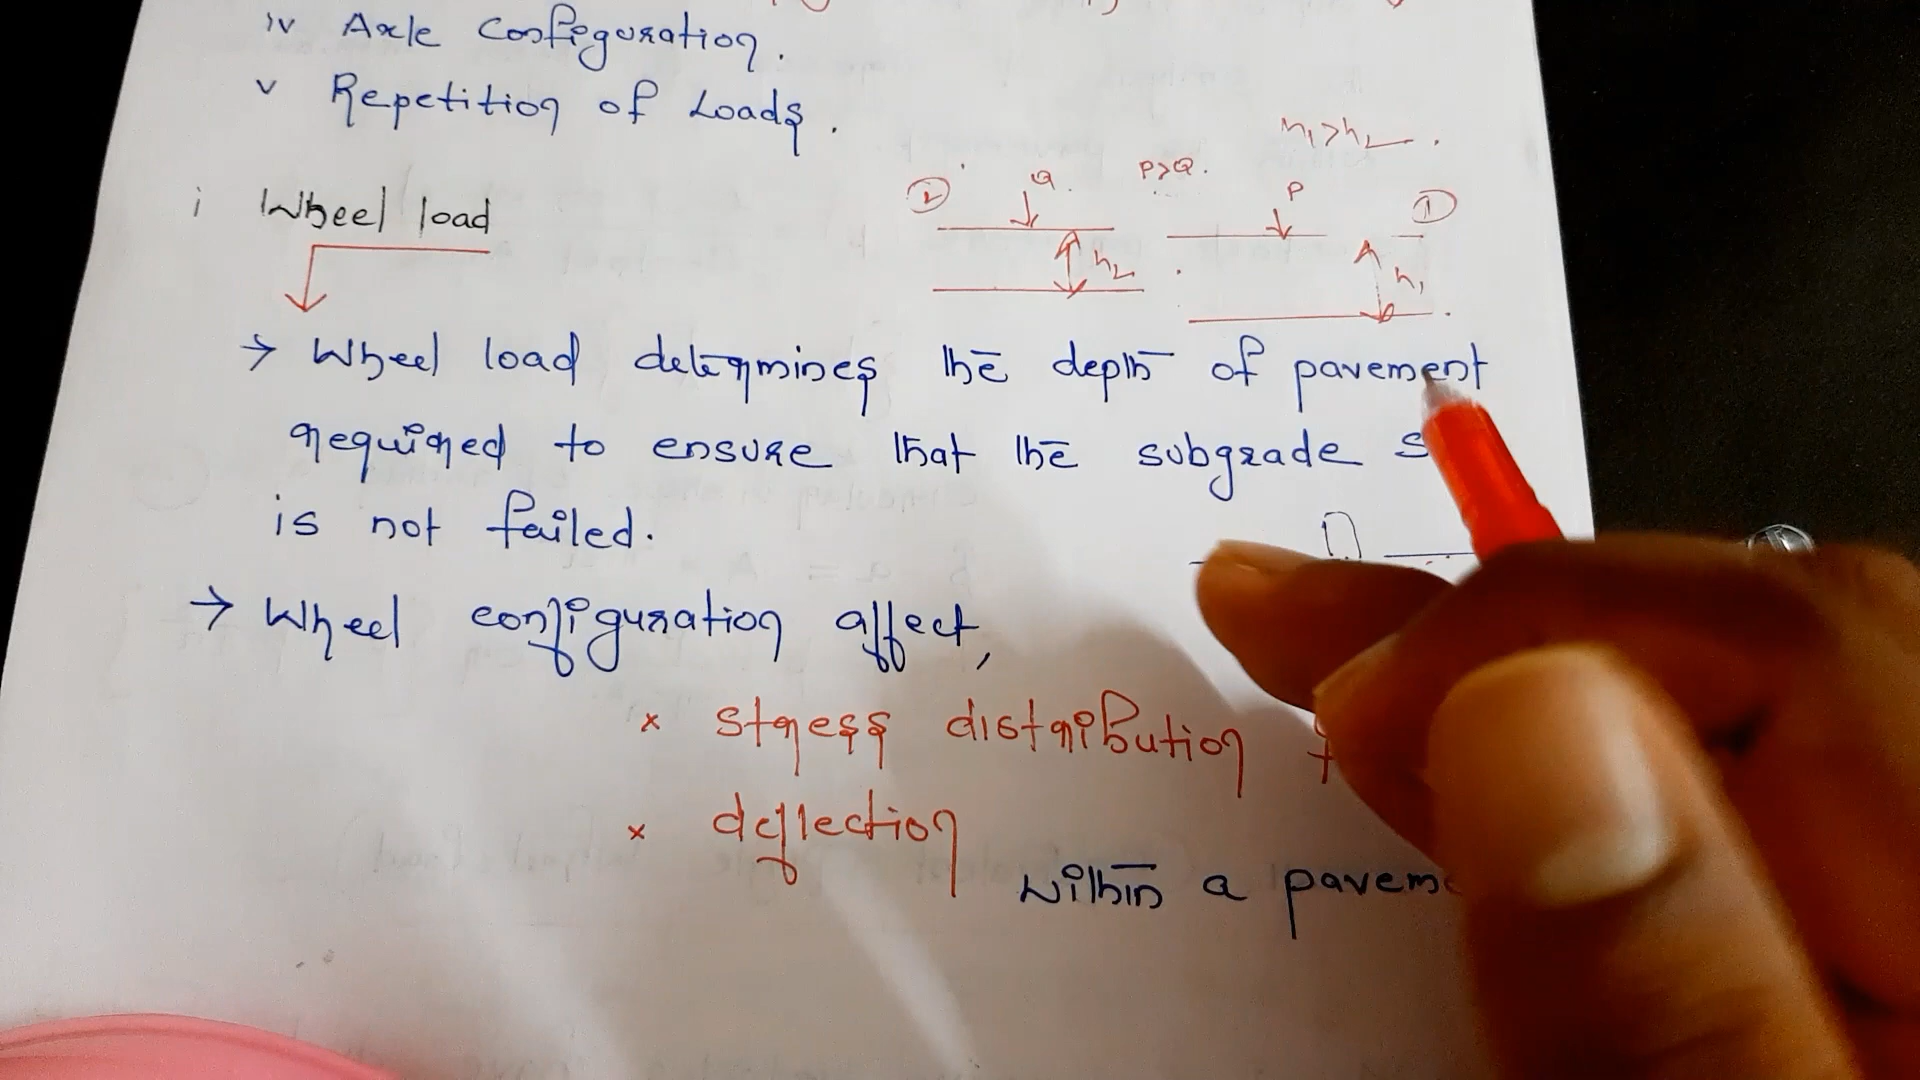 iv Axle Configuration.
v Repetition of Loads.
h1>h2.
P>Q.
2 Q
P 1
i Wheel load
h2
h1
→ Wheel load determines the depth of pavement
required to ensure that the subgrade
is not failed.
→ Wheel configuration affect,
x stress distribution
x deflection
within a